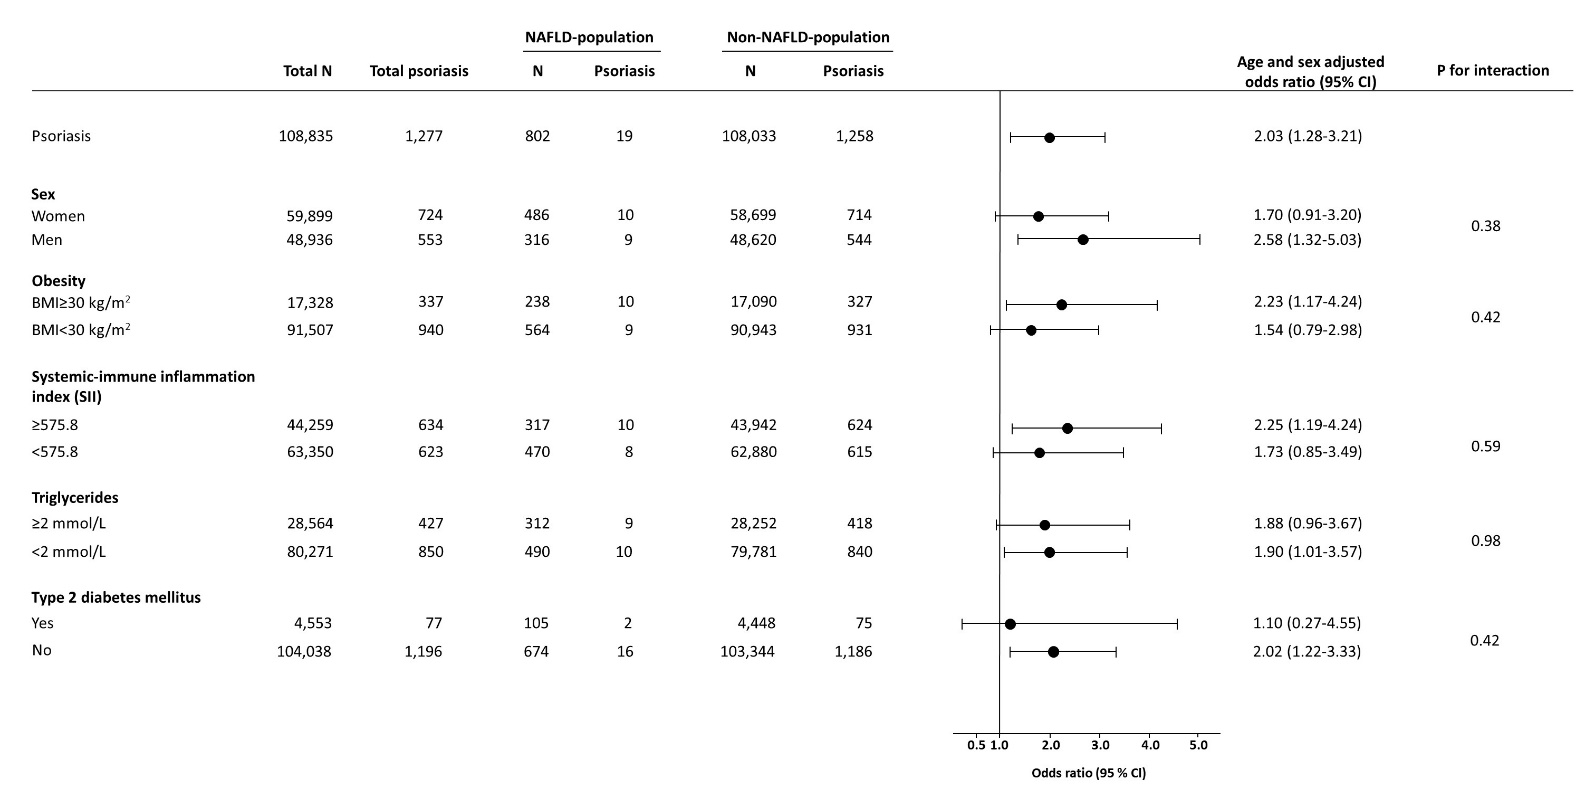 NAFLD-population Non-NAFLD-population
Total N Total psoriasis N Psoriasis N Psoriasis Age and sex adjusted P for interaction
odds ratio (95% CI)
Psoriasis 108,835 1,277 802 19 108,033 1,258 2.03 (1.28-3.21)
Sex
Women 59,899 724 486 10 58,699 714 1.70 (0.91-3.20)
0.38
Men 48,936 553 316 9 48,620 544 2.58 (1.32-5.03)
Obesity
BMI≥30 kg/m² 17,328 337 238 10 17,090 327 2.23 (1.17-4.24)
0.42
BMI<30 kg/m² 91,507 940 564 9 90,943 931 1.54 (0.79-2.98)
Systemic-immune inflammation
index (SII)
≥575.8 44,259 634 317 10 43,942 624 2.25 (1.19-4.24)
0.59
<575.8 63,350 623 470 8 62,880 615 1.73 (0.85-3.49)
Triglycerides
≥2 mmol/L 28,564 427 312 9 28,252 418 1.88 (0.96-3.67)
0.98
<2 mmol/L 80,271 850 490 10 79,781 840 1.90 (1.01-3.57)
Type 2 diabetes mellitus
Yes 4,553 77 105 2 4,448 75 1.10 (0.27-4.55)
0.42
No 104,038 1,196 674 16 103,344 1,186 2.02 (1.22-3.33)
0.5 1.0 2.0 3.0 4.0 5.0
Odds ratio (95 % CI)